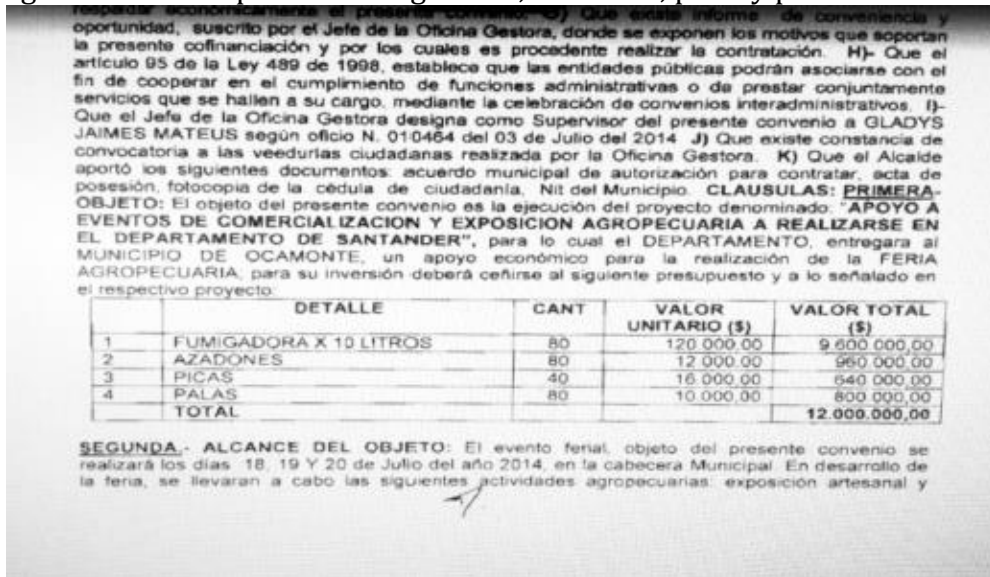 respaldar económicamente el presente convenio. G) Que existe informe de conveniencia y
oportunidad, suscrito por el Jefe de la Oficina Gestora, donde se exponen los motivos que soportan
la presente cofinanciación y por los cuales es procedente realizar la contratación. H)- Que el
artículo 95 de la Ley 489 de 1998, establece que las entidades públicas podrán asociarse con el
fin de cooperar en el cumplimiento de funciones administrativas o de prestar conjuntamente
servicios que se hallen a su cargo, mediante la celebración de convenios interadministrativos. I)-
Que el Jefe de la Oficina Gestora designa como Supervisor del presente convenio a GLADYS
JAIMES MATEUS según oficio N. 010464 del 03 de Julio del 2014 J) Que existe constancia de
convocatoria a las veedurías ciudadanas realizada por la Oficina Gestora. K) Que el Alcalde
aportó los siguientes documentos: acuerdo municipal de autorización para contratar, acta de
posesión, fotocopia de la cédula de ciudadanía, Nit del Municipio. CLAUSULAS: PRIMERA-
OBJETO: El objeto del presente convenio es la ejecución del proyecto denominado: "APOYO A
EVENTOS DE COMERCIALIZACION Y EXPOSICION AGROPECUARIA A REALIZARSE EN
EL DEPARTAMENTO DE SANTANDER", para lo cual el DEPARTAMENTO, entregara al
MUNICIPIO DE OCAMONTE, un apoyo económico para la realización de la FERIA
AGROPECUARIA, para su inversión deberá ceñirse al siguiente presupuesto y a lo señalado en
el respectivo proyecto:
DETALLE CANT VALOR UNITARIO ($) VALOR TOTAL ($)
1 FUMIGADORA X 10 LITROS 80 120.000,00 9.600.000,00
2 AZADONES 80 12.000,00 960.000,00
3 PICAS 40 16.000,00 640.000,00
4 PALAS 80 10.000,00 800.000,00
TOTAL 12.000.000,00
SEGUNDA.- ALCANCE DEL OBJETO: El evento ferial, objeto del presente convenio se
realizará los días 18, 19 Y 20 de Julio del año 2014, en la cabecera Municipal. En desarrollo de
la feria, se llevaran a cabo las siguientes actividades agropecuarias: exposición artesanal y